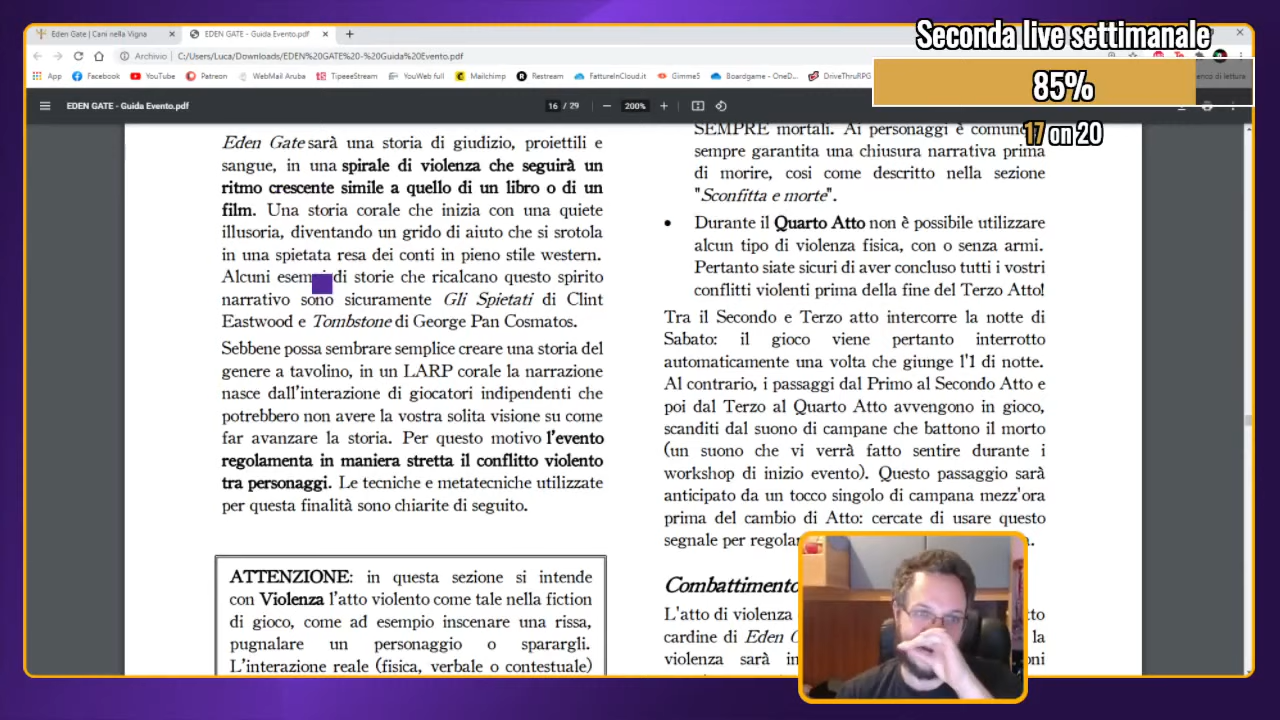 Seconda live settimanale
85%
17 on 20
Eden Gate | Cani nella Vigna
EDEN GATE - Guida Evento.pdf
Archivio
C:/Users/Luca/Downloads/EDEN%20GATE%20-%20Guida%20Evento.pdf
App
Facebook
YouTube
Patreon
WebMail Aruba
TipeeeStream
YouWeb full
Mailchimp
Restream
FattureInCloud.it
GimmeS
Boardgame - OneD...
DriveThruRPG
di lettura
EDEN GATE - Guida Evento.pdf
16 / 29
200%
Eden Gate sarà una storia di giudizio, proiettili e
sangue, in una spirale di violenza che seguirà un
ritmo crescente simile a quello di un libro o di un
film. Una storia corale che inizia con una quiete
illusoria, diventando un grido di aiuto che si srotola
in una spietata resa dei conti in pieno stile western.
Alcuni di storie che ricalcano questo spirito
narrativo sono sicuramente Gli Spietati di Clint
Eastwood e Tombstone di George Pan Cosmatos.
Sebbene possa sembrare semplice creare una storia del
genere a tavolino, in un LARP corale la narrazione
nasce dall'interazione di giocatori indipendenti che
potrebbero non avere la vostra solita visione su come
far avanzare la storia. Per questo motivo l'evento
regolamenta in maniera stretta il conflitto violento
tra personaggi. Le tecniche e metatecniche utilizzate
per questa finalità sono chiarite di seguito.
ATTENZIONE: in questa sezione si intende
con Violenza l'atto violento come tale nella fiction
di gioco, come ad esempio inscenare una rissa,
pugnalare un personaggio o sparargli.
L'interazione reale (fisica, verbale o contestuale)
SEMPRE mortali. Ai personaggi è
sempre garantita una chiusura narrativa prima
di morire, cosi come descritto nella sezione
"Sconfitta e morte".
• Durante il Quarto Atto non è possibile utilizzare
alcun tipo di violenza fisica, con o senza armi.
Pertanto siate sicuri di aver concluso tutti i vostri
conflitti violenti prima della fine del Terzo Atto!
Tra il Secondo e Terzo atto intercorre la notte di
Sabato: il gioco viene pertanto interrotto
automaticamente una volta che giunge l'1 di notte.
Al contrario, i passaggi dal Primo al Secondo Atto e
poi dal Terzo al Quarto Atto avvengono in gioco,
scanditi dal suono di campane che battono il morto
(un suono che vi verrà fatto sentire durante i
workshop di inizio evento). Questo passaggio sarà
anticipato da un tocco singolo di campana mezz'ora
prima del cambio di Atto: cercate di usare questo
segnale per
Combattimento
L'atto di violenza
cardine di Eden la
violenza sarà